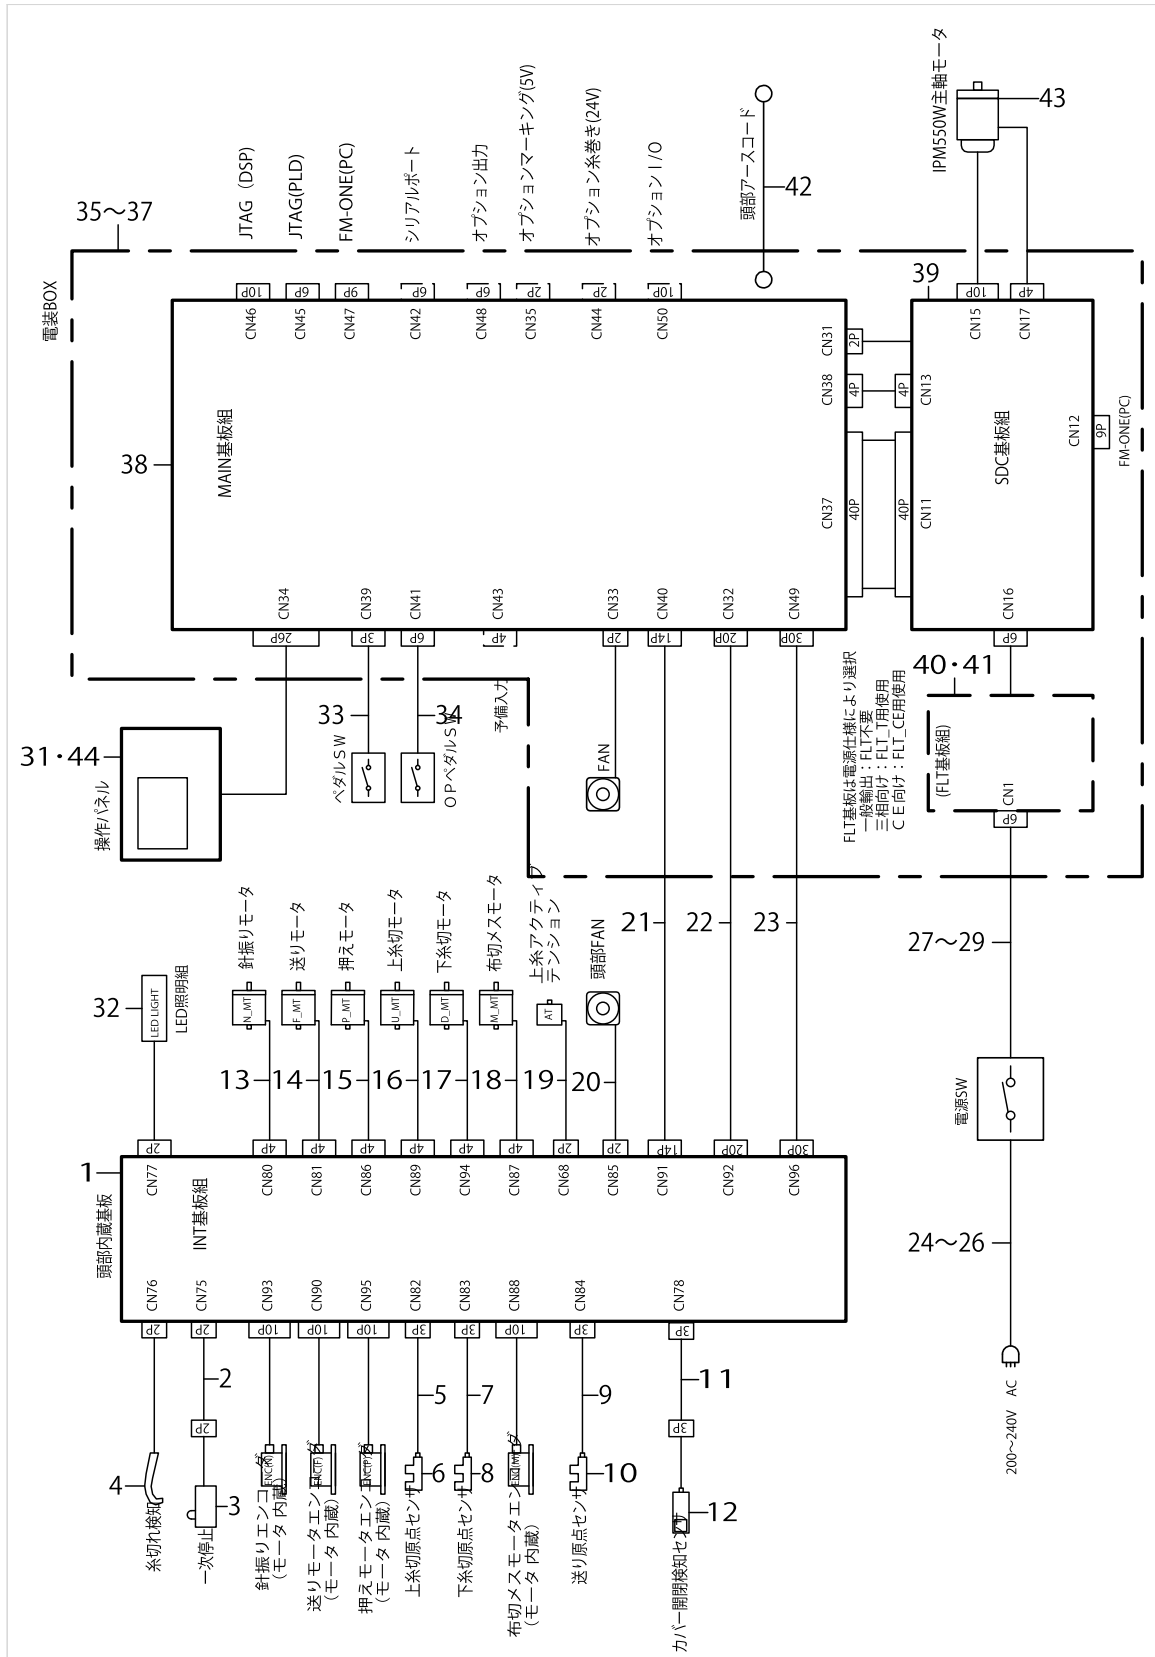 IPM550W主軸モータ
43
頭部アースコード
42
35〜37
JTAG（DSP）
JTAG(PLD)
FM-ONE(PC)
シリアルポート
オプション出力
オプションマーキング(5V)
オプション糸巻き(24V)
オプションI/O
電装BOX
10P
6P
9P
6P
6P
2P
2P
10P
39
10P
4P
CN46
CN45
CN47
CN42
CN48
CN35
CN44
CN50
CN15
CN17
CN31
2P
CN38
4P
4P
CN13
38
MAIN基板組
SDC基板組
CN12
9P
FM-ONE(PC)
CN37
40P
40P
CN11
CN34
CN39
CN41
CN43
CN33
CN40
CN32
CN49
CN16
26P
3P
6P
4P
2P
14P
20P
30P
6P
予備入力
FLT基板は電源仕様により選択
一般輸出：FLT不要
三相向け：FLT_T用使用
ＣＥ向け：FLT_CE用使用
40・41
(FLT基板組)
CN1
6P
31・44
操作パネル
33
ペダルＳＷ
34
ＯＰペダルＳＷ
FAN
21
22
23
27〜29
32
LED LIGHT
LED照明組
針振りモータ
送りモータ
押えモータ
上糸切モータ
下糸切モータ
布切メスモータ
上糸アクティブ
テンション
頭部FAN
N_MT
F_MT
P_MT
U_MT
D_MT
M_MT
AT
13
14
15
16
17
18
19
20
電源SW
2P
4P
4P
4P
4P
4P
4P
2P
2P
14P
20P
30P
1
頭部内蔵基板
INT基板組
CN77
CN80
CN81
CN86
CN89
CN94
CN87
CN68
CN85
CN91
CN92
CN96
24〜26
CN76
CN75
CN93
CN90
CN95
CN82
CN83
CN88
CN84
CN78
2P
2P
10P
10P
10P
3P
3P
10P
3P
3P
2
5
7
9
11
2P
3P
4
3
6
8
10
12
ENC(N)
ENC(F)
ENC(P)
ENC(M)
糸切れ検知
一次停止
針振りエンコーダ
（モータ内蔵）
送りモータエンコーダ
（モータ内蔵）
押えモータエンコーダ
（モータ内蔵）
上糸切原点センサ
下糸切原点センサ
布切メスモータエンコーダ
（モータ内蔵）
送り原点センサ
カバー開閉検知センサ
200〜240V AC